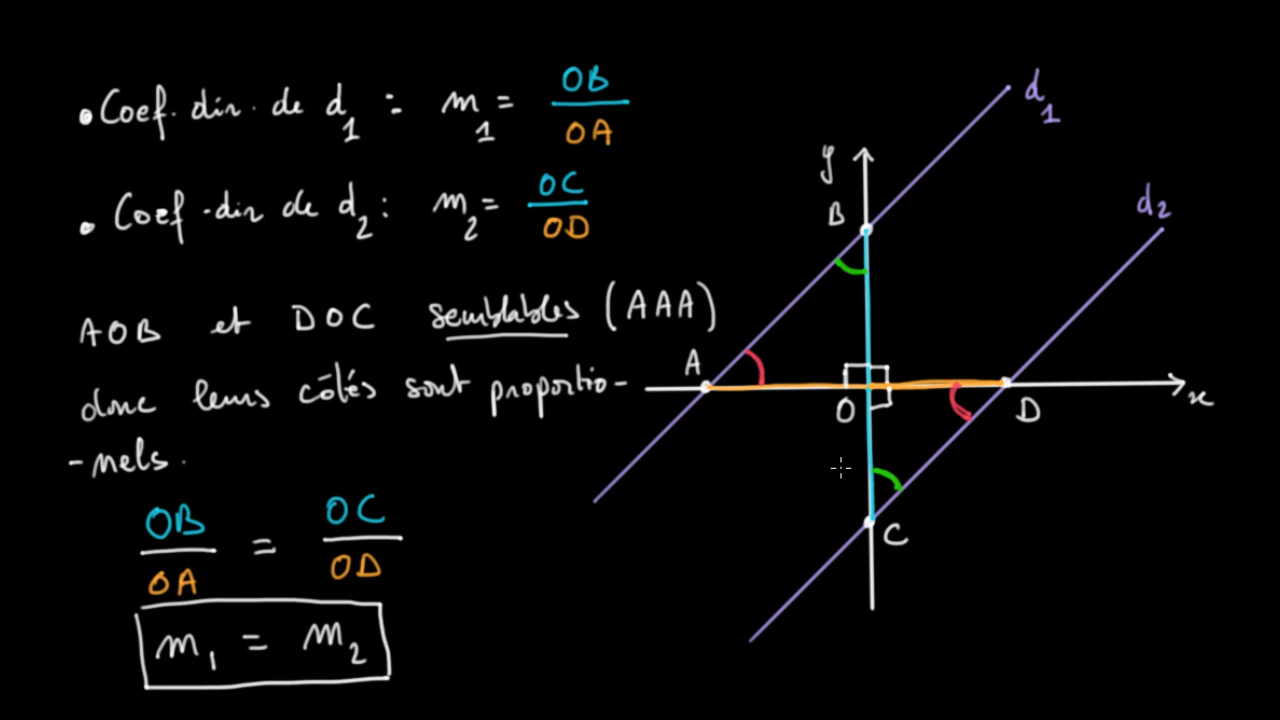 • Coef. dir. de d1 : m1 = OB/OA
• Coef. dir de d2 : m2 = OC/OD
AOB et DOC semblables (AAA)
donc leurs côtés sont proportio-
-nels.
OB/OA = OC/OD
m1 = m2
d1
y
B
d2
A
O
D
x
C